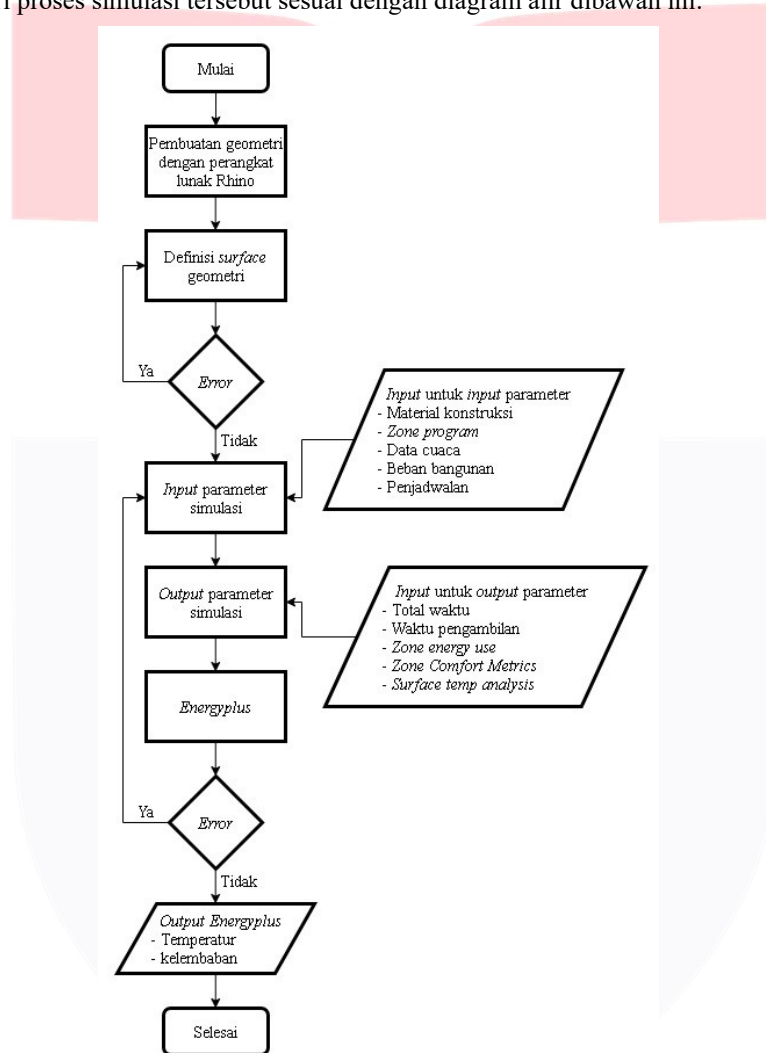 proses simulasi tersebut sesuai dengan diagram alir dibawah ini.
Mulai
Pembuatan geometri
dengan perangkat
lunak Rhino
Definisi surface
geometri
Ya
Error
Tidak
Input untuk input parameter
- Material konstruksi
- Zone program
- Data cuaca
- Beban bangunan
- Penjadwalan
Input parameter
simulasi
Output parameter
simulasi
Input untuk output parameter
- Total waktu
- Waktu pengambilan
- Zone energy use
- Zone Comfort Metrics
- Surface temp analysis
Energyplus
Ya
Error
Tidak
Output Energyplus
- Temperatur
- kelembaban
Selesai